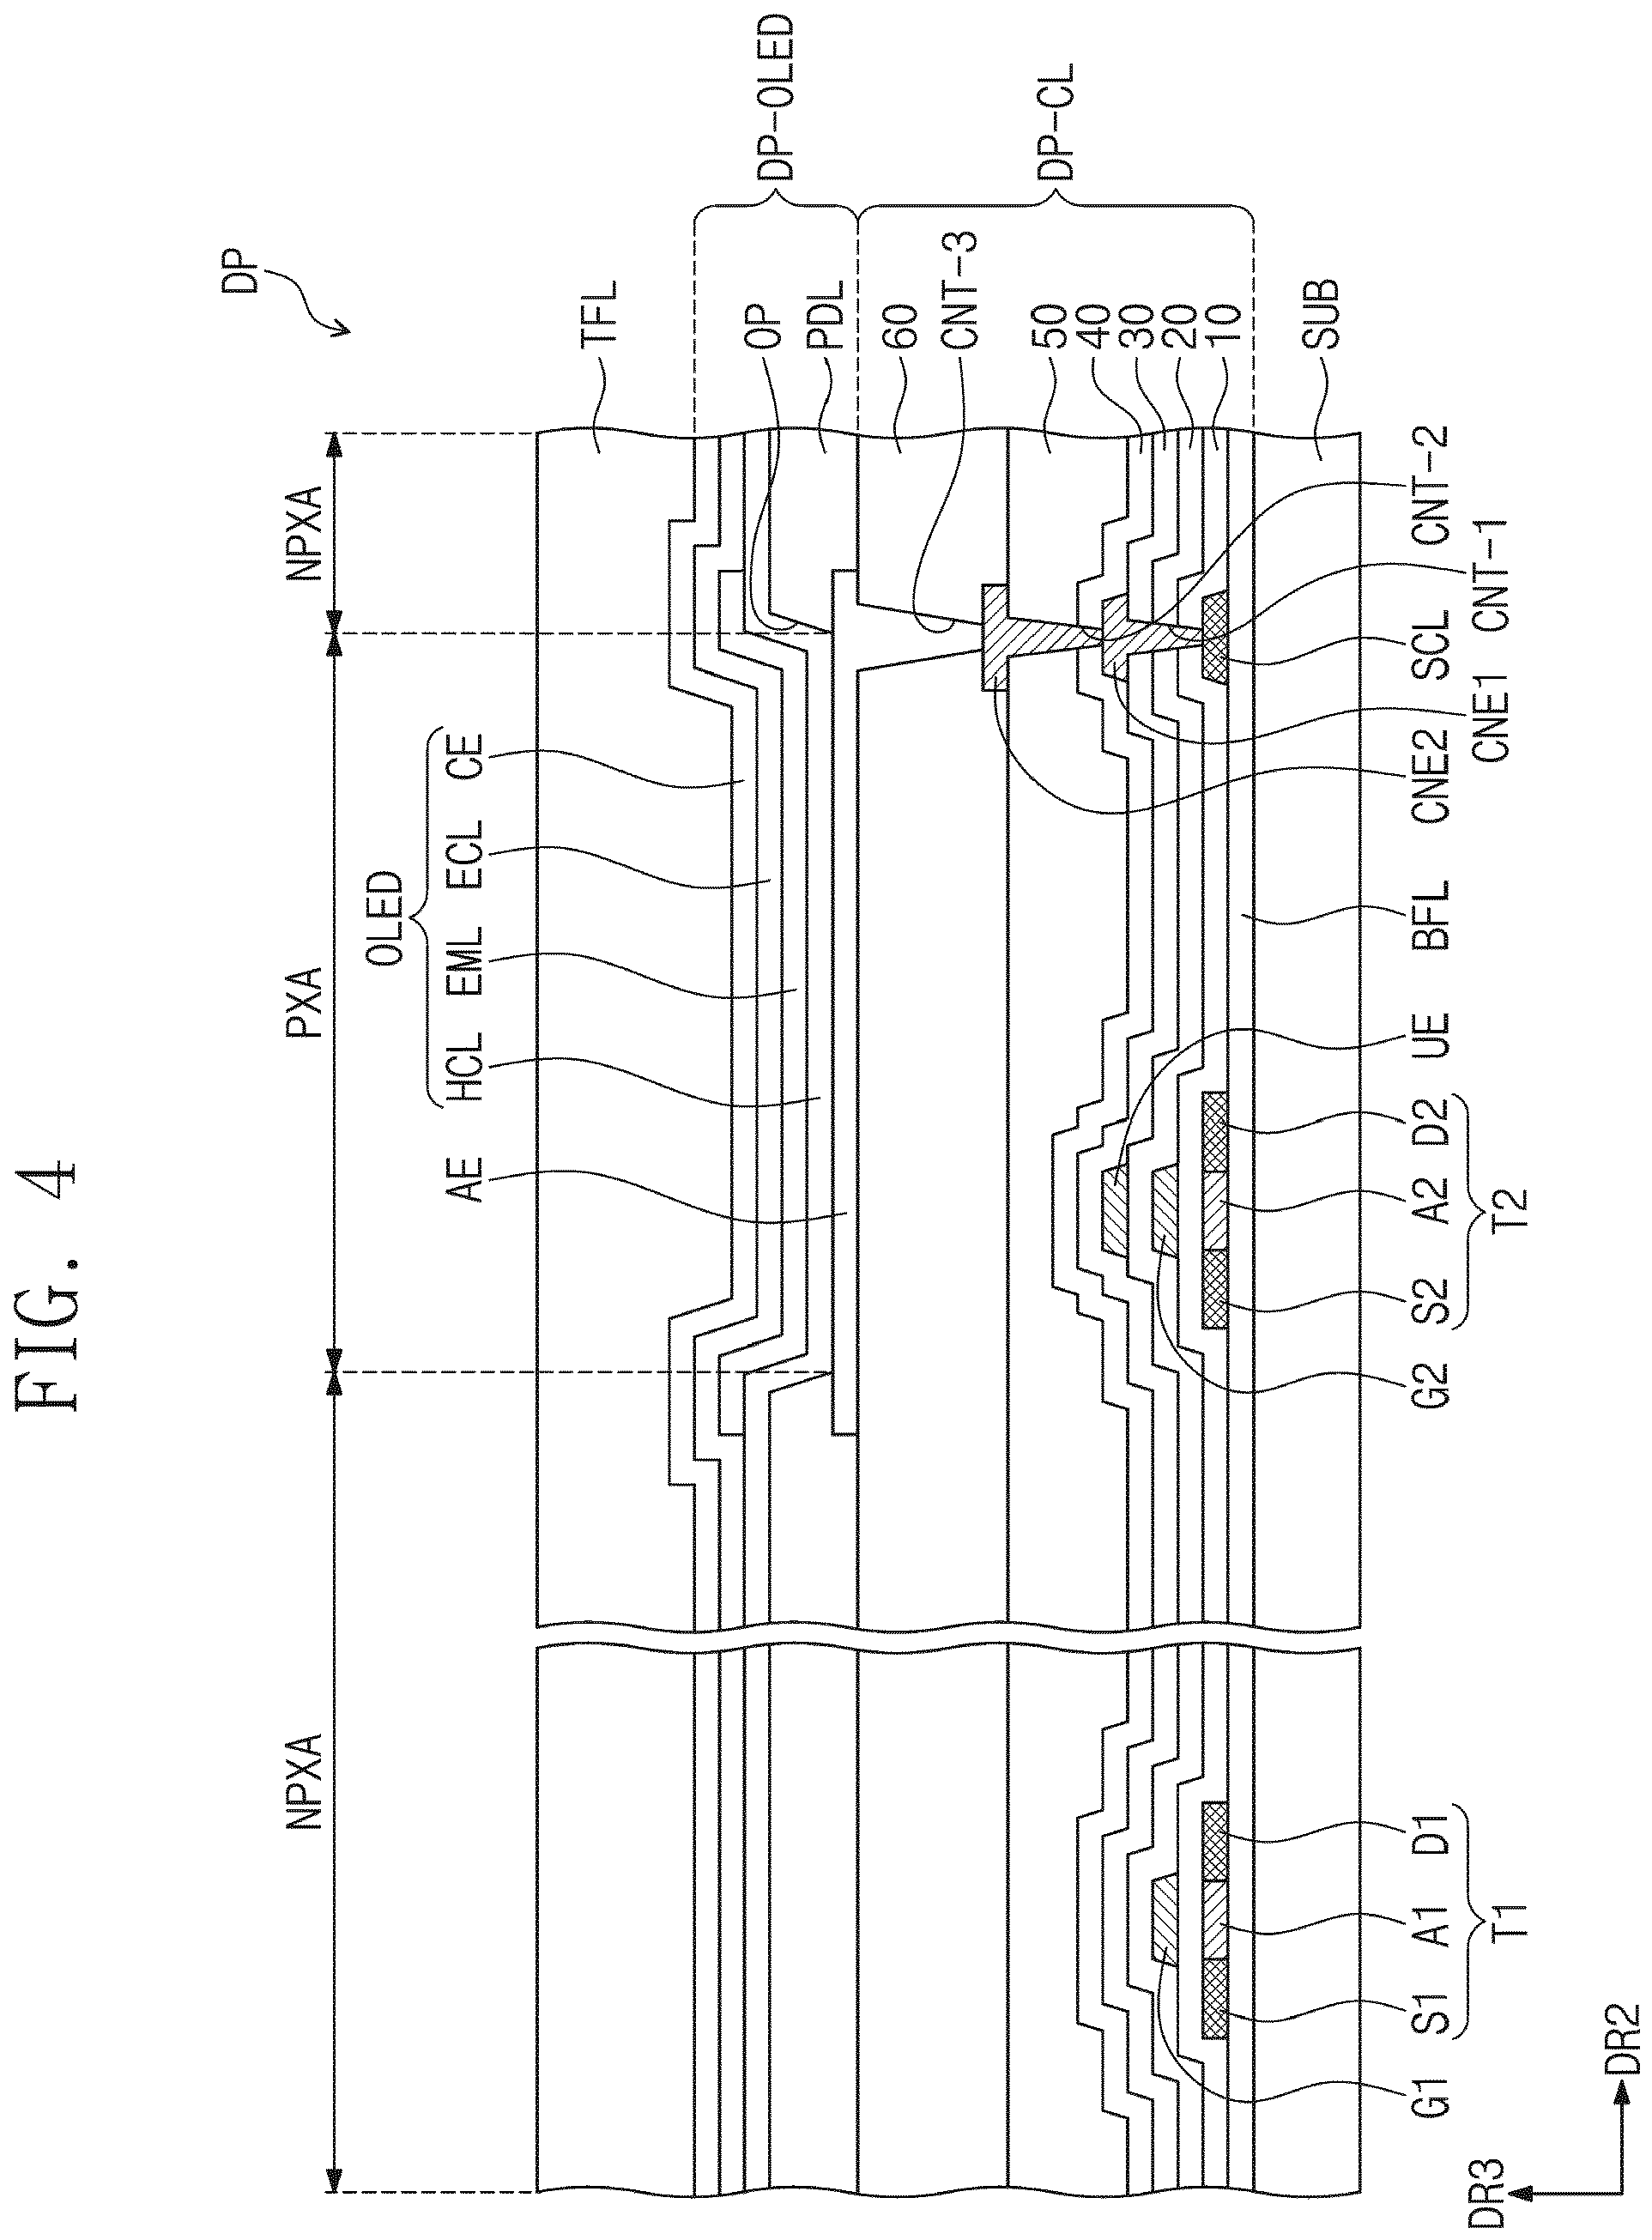 FIG. 4
DP
NPXA PXA NPXA
OLED
AE HCL EML ECL CE
TFL
DP-OLED
OP
PDL
60
CNT-3
DP-CL
50
40
30
20
10
SUB
G1 S1 A1 D1 G2 S2 A2 D2 UE BFL CNE2 SCL CNT-2
CNE1 CNT-1
T1 T2
DR3
DR2